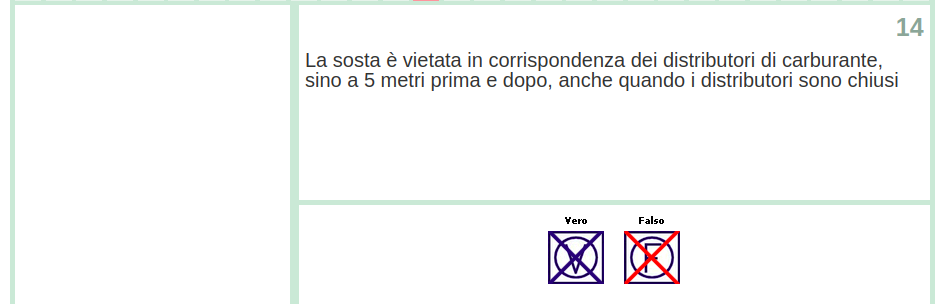 14
La sosta è vietata in corrispondenza dei distributori di carburante,
sino a 5 metri prima e dopo, anche quando i distributori sono chiusi
Vero Falso
V F